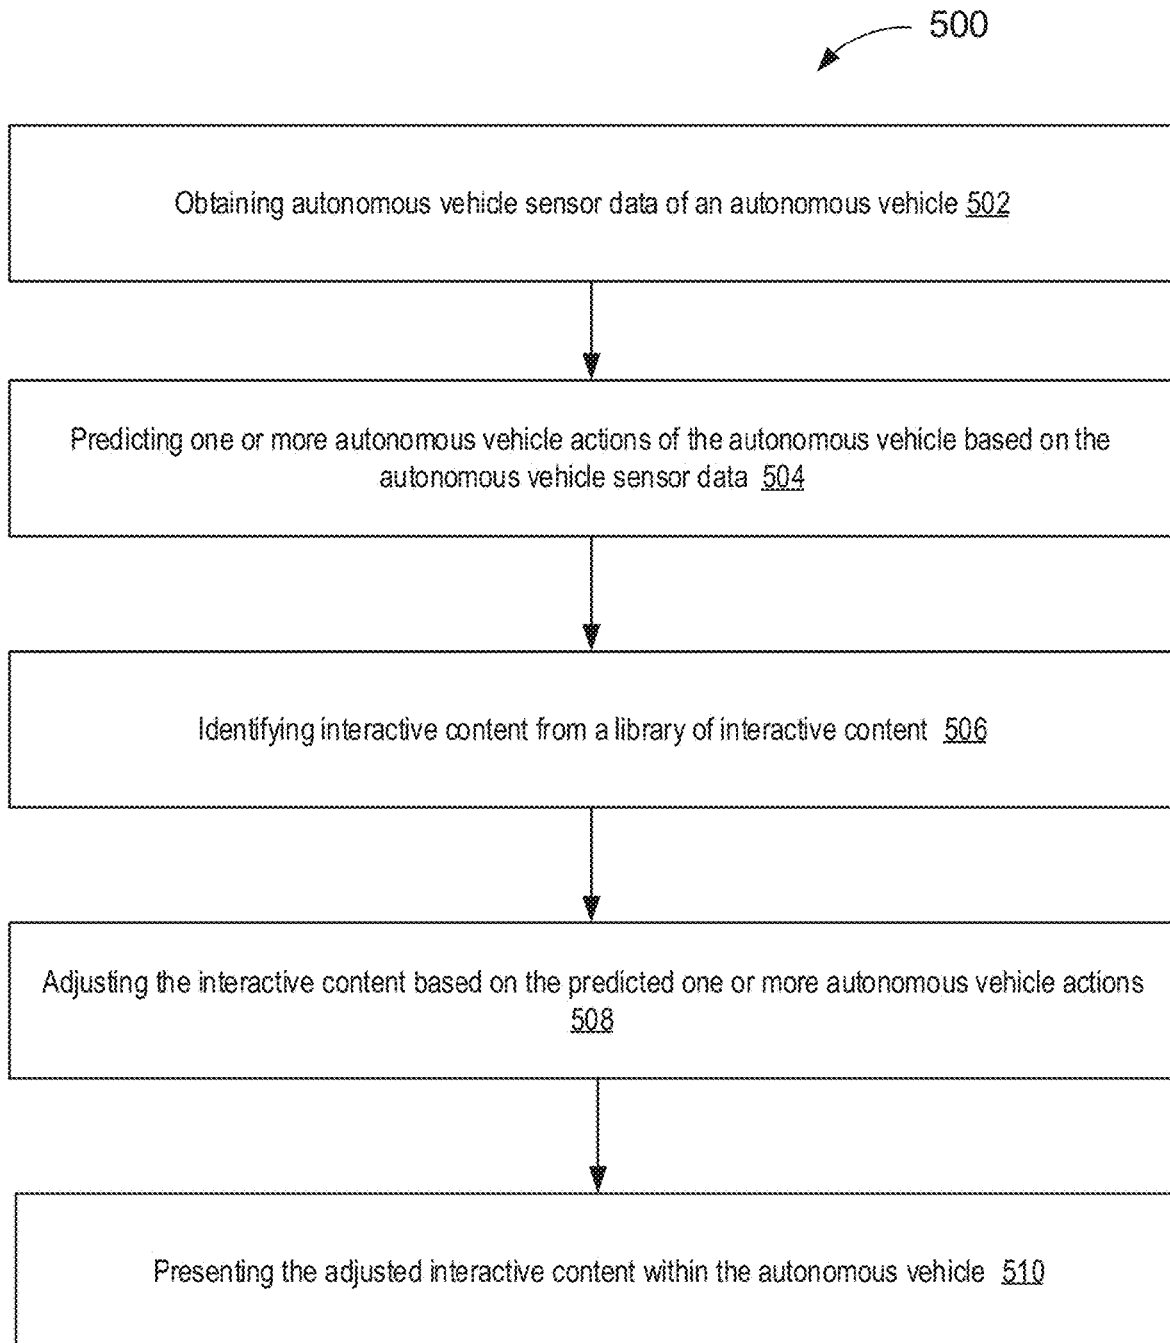 500
Obtaining autonomous vehicle sensor data of an autonomous vehicle 502
Predicting one or more autonomous vehicle actions of the autonomous vehicle based on the
autonomous vehicle sensor data 504
Identifying interactive content from a library of interactive content 506
Adjusting the interactive content based on the predicted one or more autonomous vehicle actions
508
Presenting the adjusted interactive content within the autonomous vehicle 510